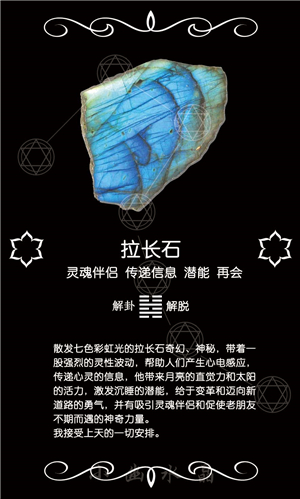 拉长石
灵魂伴侣 传递信息 潜能 再会
解卦 解脱
散发七色彩虹光的拉长石奇幻、神秘，带着一
股强烈的灵性波动，帮助人们产生心电感应，
传递心灵的信息，他带来月亮的直觉力和太阳
的活力，激发沉睡的潜能，给于变革和迈向新
道路的勇气，并有吸引灵魂伴侣和促使老朋友
不期而遇的神奇力量。
我接受上天的一切安排。